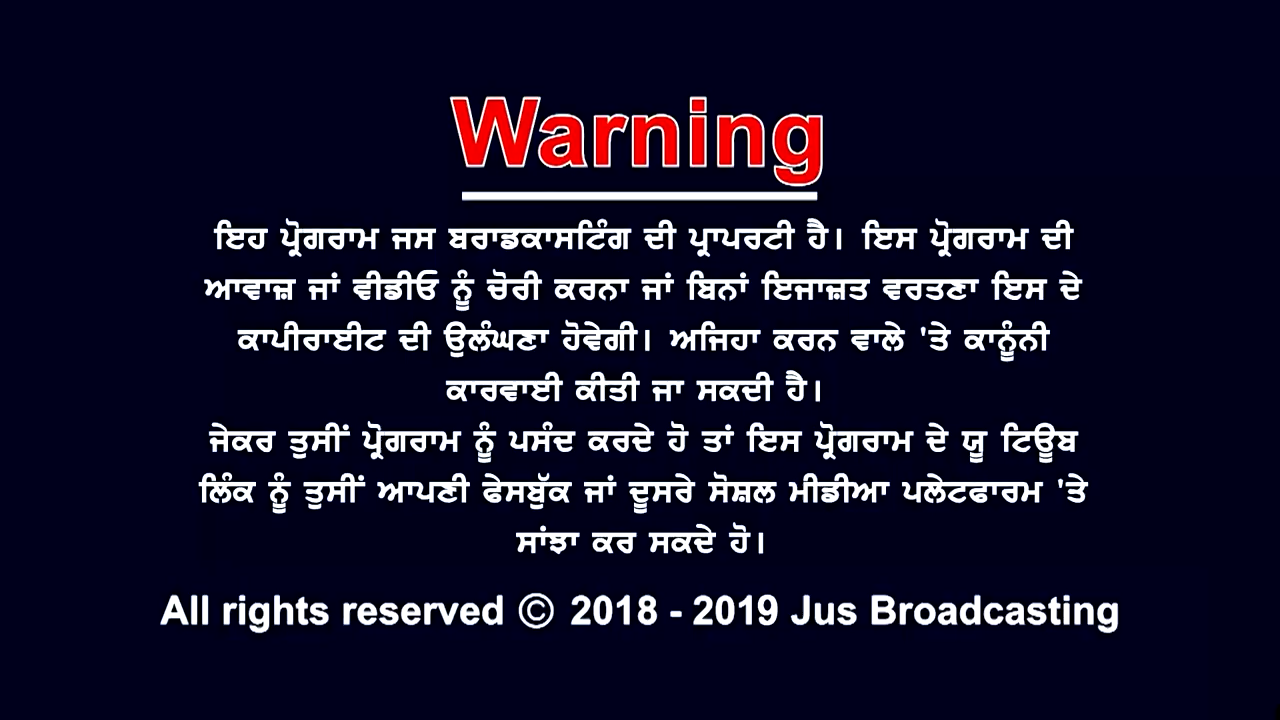 Warning
ਇਹ ਪ੍ਰੋਗਰਾਮ ਜਸ ਬਰਾਡਕਾਸਟਿੰਗ ਦੀ ਪ੍ਰਾਪਰਟੀ ਹੈ। ਇਸ ਪ੍ਰੋਗਰਾਮ ਦੀ
ਆਵਾਜ਼ ਜਾਂ ਵੀਡੀਓ ਨੂੰ ਚੋਰੀ ਕਰਨਾ ਜਾਂ ਬਿਨਾਂ ਇਜਾਜ਼ਤ ਵਰਤਣਾ ਇਸ ਦੇ
ਕਾਪੀਰਾਈਟ ਦੀ ਉਲੰਘਣਾ ਹੋਵੇਗੀ। ਅਜਿਹਾ ਕਰਨ ਵਾਲੇ 'ਤੇ ਕਾਨੂੰਨੀ
ਕਾਰਵਾਈ ਕੀਤੀ ਜਾ ਸਕਦੀ ਹੈ।
ਜੇਕਰ ਤੁਸੀਂ ਪ੍ਰੋਗਰਾਮ ਨੂੰ ਪਸੰਦ ਕਰਦੇ ਹੋ ਤਾਂ ਇਸ ਪ੍ਰੋਗਰਾਮ ਦੇ ਯੂ ਟਿਊਬ
ਲਿੰਕ ਨੂੰ ਤੁਸੀਂ ਆਪਣੀ ਫੇਸਬੁੱਕ ਜਾਂ ਦੂਸਰੇ ਸੋਸ਼ਲ ਮੀਡੀਆ ਪਲੇਟਫਾਰਮ 'ਤੇ
ਸਾਂਝਾ ਕਰ ਸਕਦੇ ਹੋ।
All rights reserved © 2018 - 2019 Jus Broadcasting